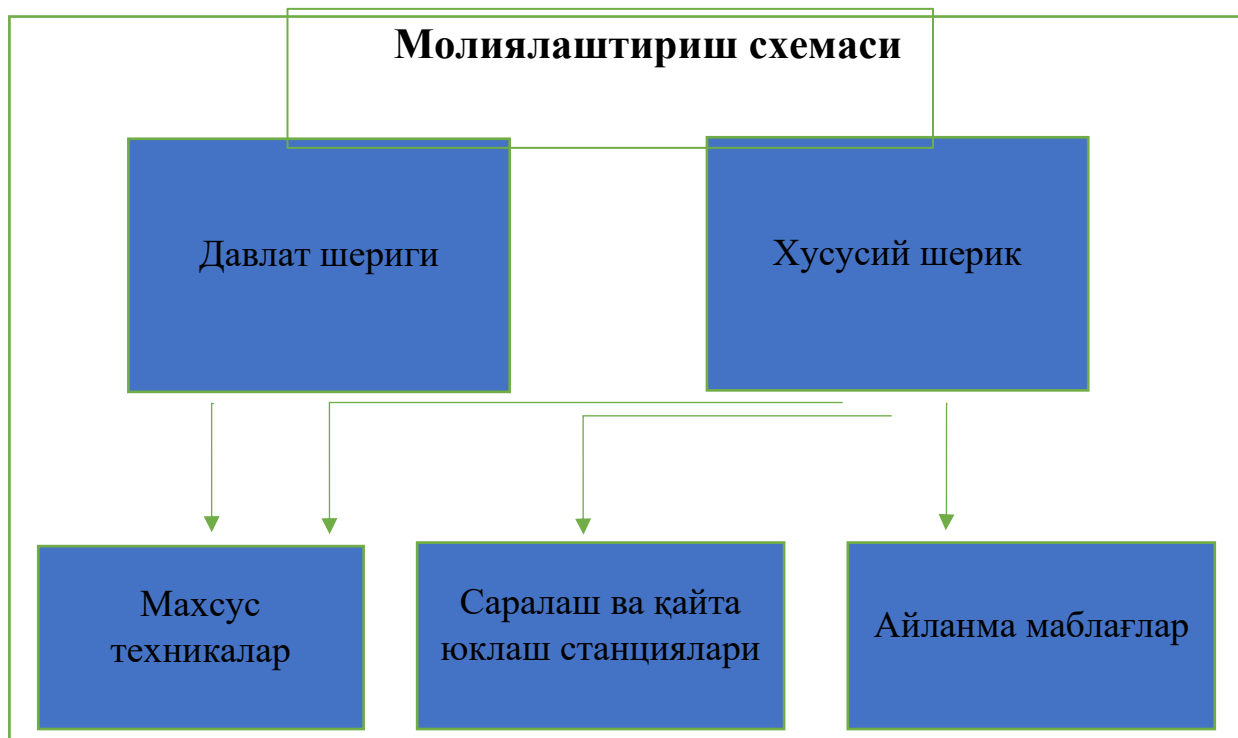 Молиялаштириш схемаси
Давлат шериги
Хусусий шерик
Махсус
техникалар
Саралаш ва қайта
юклаш станциялари
Айланма маблағлар